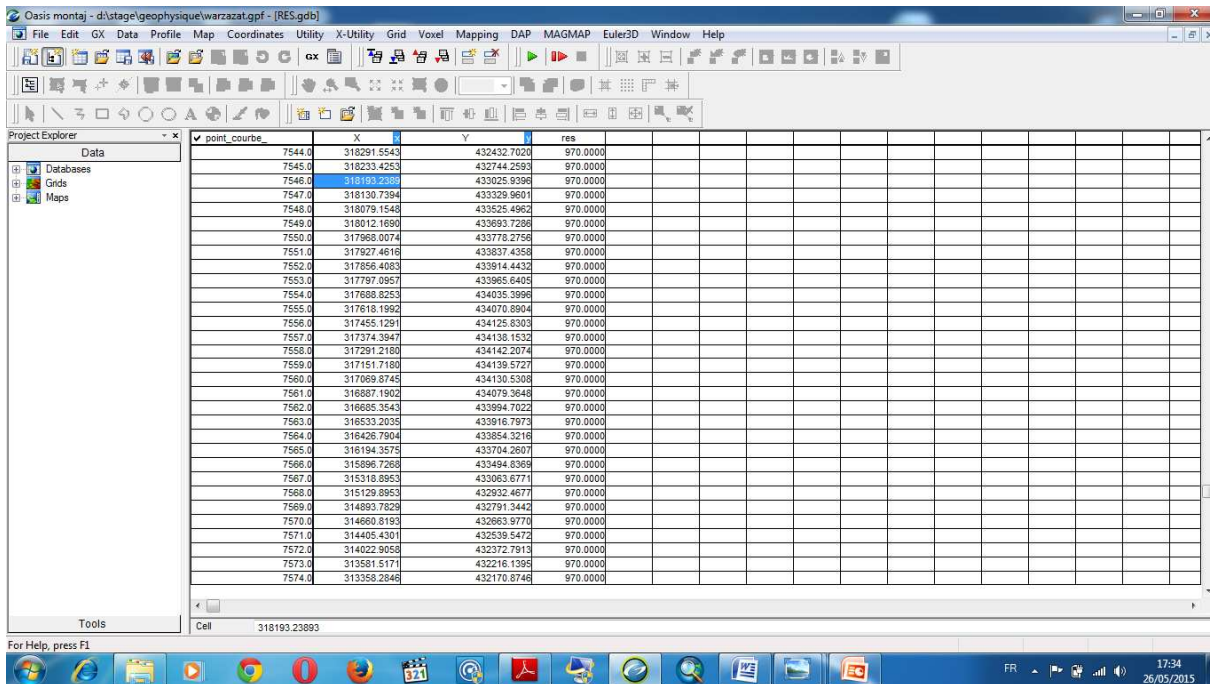 Oasis montaj - d:\stage\geophysique\warzazat.gpf - [RES.gdb]
File Edit GX Data Profile Map Coordinates Utility X-Utility Grid Voxel Mapping DAP MAGMAP Euler3D Window Help
GX
Project Explorer
Data
Databases
Grids
Maps
point_courbe_ X x Y y res
7544.0 318291.5543 432432.7020 970.0000
7545.0 318233.4253 432744.2593 970.0000
7546.0 318193.2389 433025.9396 970.0000
7547.0 318130.7394 433329.9601 970.0000
7548.0 318079.1548 433525.4962 970.0000
7549.0 318012.1690 433693.7286 970.0000
7550.0 317968.0074 433778.2756 970.0000
7551.0 317927.4616 433837.4358 970.0000
7552.0 317856.4083 433914.4432 970.0000
7553.0 317797.0957 433965.6405 970.0000
7554.0 317688.8253 434035.3996 970.0000
7555.0 317618.1992 434070.8904 970.0000
7556.0 317455.1291 434125.8303 970.0000
7557.0 317374.3947 434138.1532 970.0000
7558.0 317291.2180 434142.2074 970.0000
7559.0 317151.7180 434139.5727 970.0000
7560.0 317069.8745 434130.5308 970.0000
7561.0 316887.1902 434079.3648 970.0000
7562.0 316685.3543 433994.7022 970.0000
7563.0 316533.2035 433916.7973 970.0000
7564.0 316426.7904 433854.3216 970.0000
7565.0 316194.3575 433704.2607 970.0000
7566.0 315896.7268 433494.8369 970.0000
7567.0 315318.8953 433063.6771 970.0000
7568.0 315129.8953 432932.4677 970.0000
7569.0 314893.7829 432791.3442 970.0000
7570.0 314660.8193 432663.9770 970.0000
7571.0 314405.4301 432539.5472 970.0000
7572.0 314022.9058 432372.7913 970.0000
7573.0 313581.5171 432216.1395 970.0000
7574.0 313358.2846 432170.8746 970.0000
Tools
Cell 318193.23893
For Help, press F1
321
FR 17:34
26/05/2015